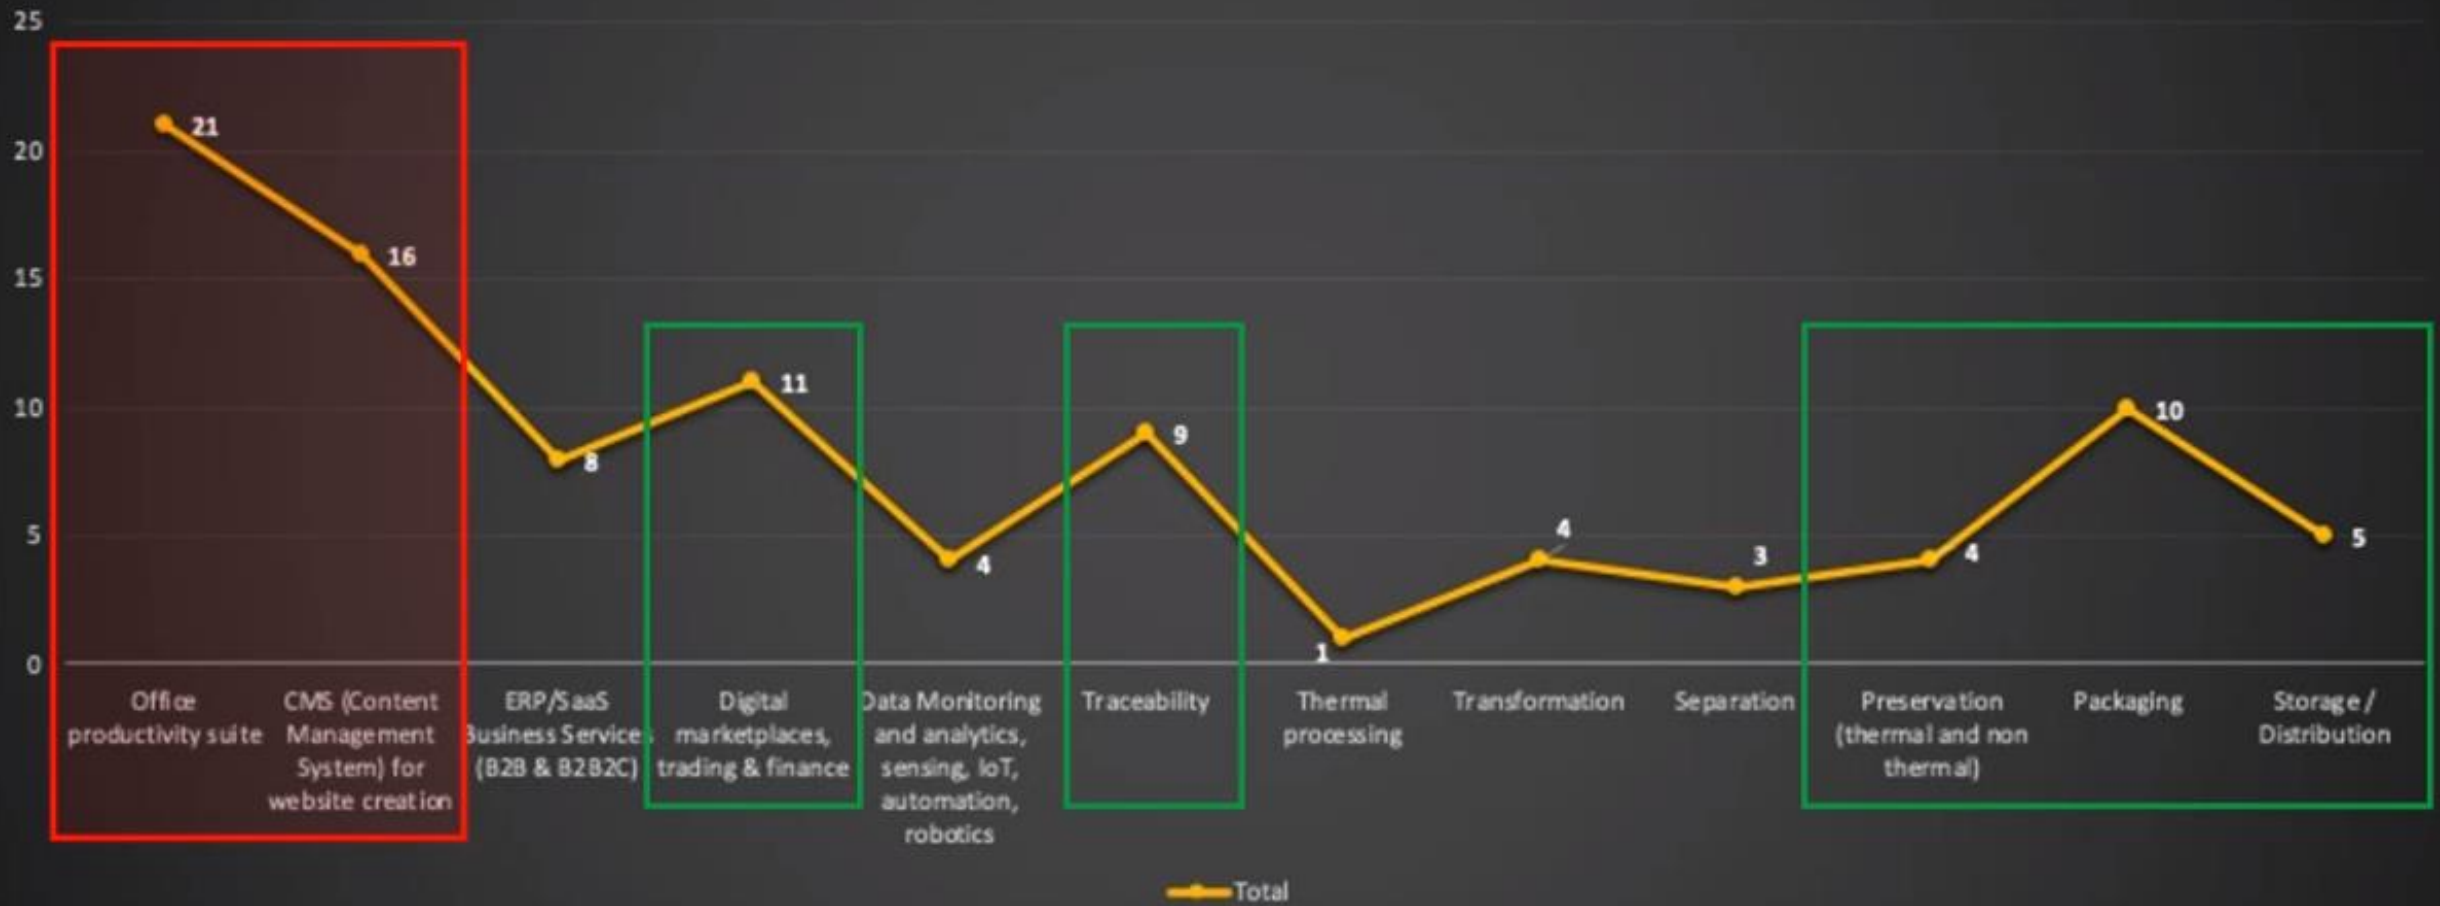 25
20
15
10
5
0
21
16
8
11
4
9
1
4
3
4
10
5
Office
productivity suite
CMS (Content
Management
System) for
website creation
ERP/SaaS
Business Services
(B2B & B2B2C)
Digital
marketplaces,
trading & finance
Data Monitoring
and analytics,
sensing, IoT,
automation,
robotics
Traceability
Thermal
processing
Transformation
Separation
Preservation
(thermal and non
thermal)
Packaging
Storage /
Distribution
Total